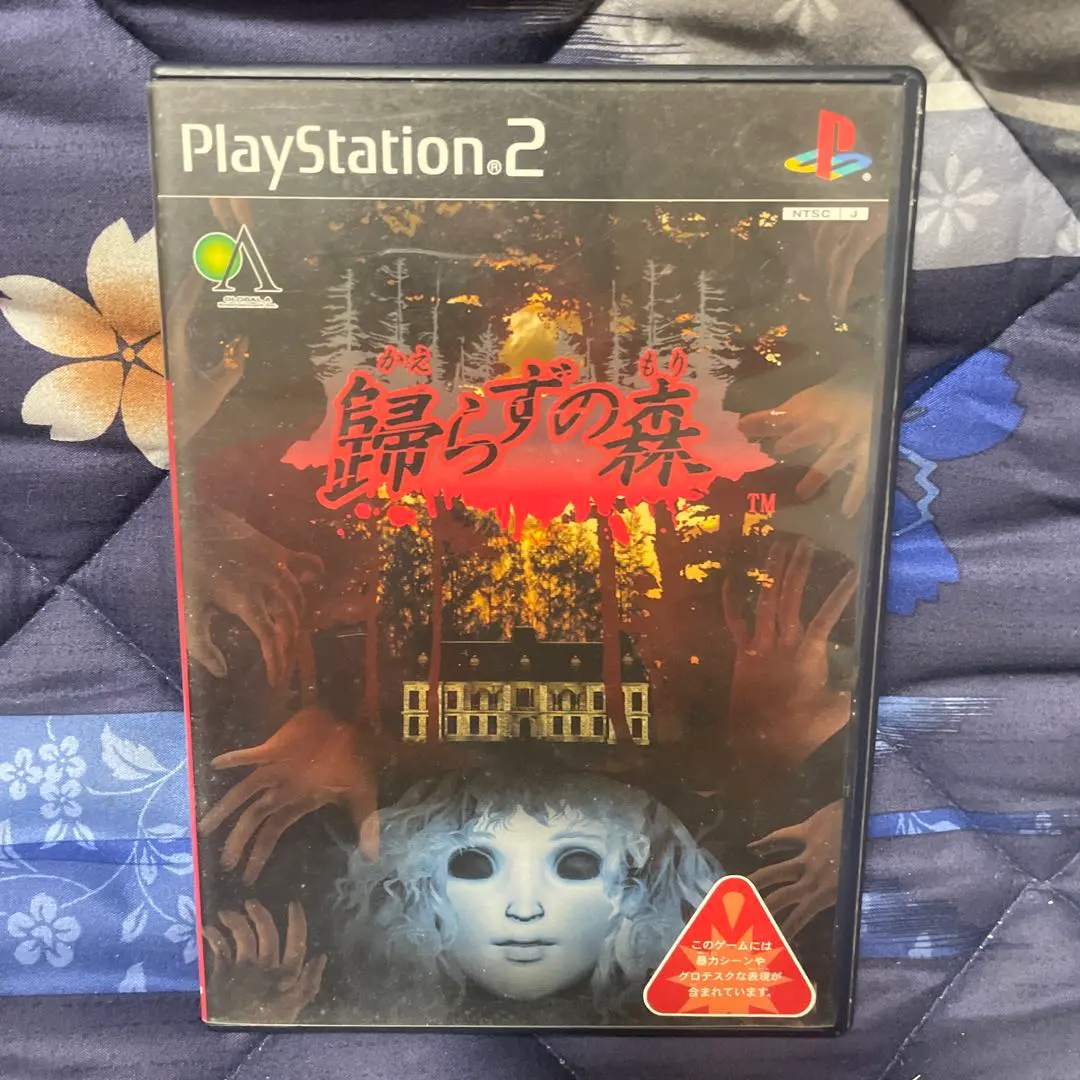 PlayStation®2
NTSC J
GLOBAL A
かえ もり
歸らずの森
TM
このゲームには
暴力シーンや
グロテスクな表現が
含まれています。